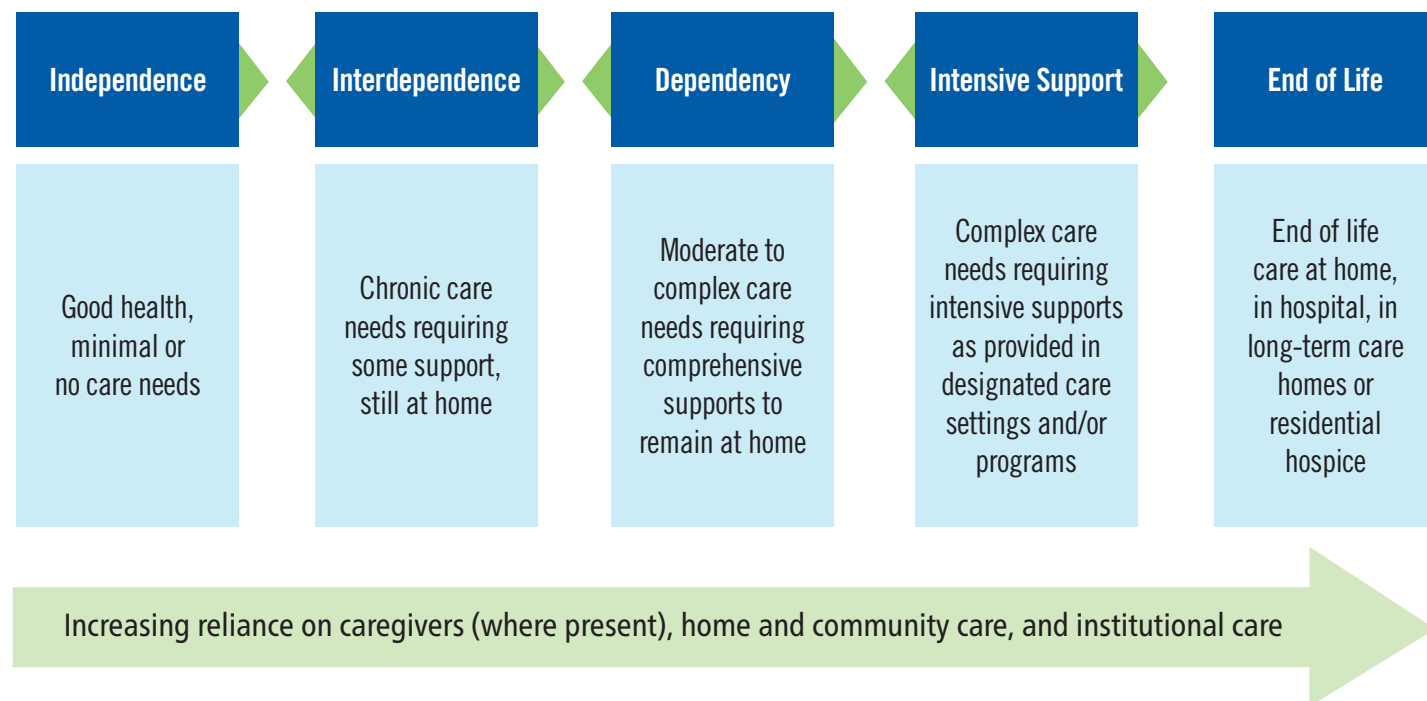 Independence
Interdependence
Dependency
Intensive Support
End of Life
Good health,
minimal or
no care needs
Chronic care
needs requiring
some support,
still at home
Moderate to
complex care
needs requiring
comprehensive
supports to
remain at home
Complex care
needs requiring
intensive supports
as provided in
designated care
settings and/or
programs
End of life
care at home,
in hospital, in
long-term care
homes or
residential
hospice
Increasing reliance on caregivers (where present), home and community care, and institutional care